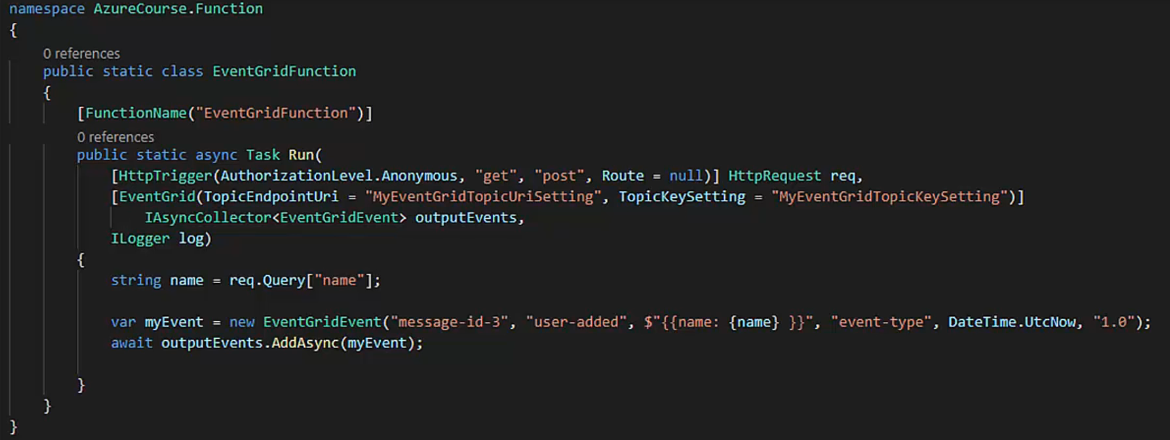 namespace AzureCourse.Function
{
0 references
public static class EventGridFunction
{
[FunctionName("EventGridFunction")]
0 references
public static async Task Run(
[HttpTrigger(AuthorizationLevel.Anonymous, "get", "post", Route = null)] HttpRequest req,
[EventGrid(TopicEndpointUri = "MyEventGridTopicUriSetting", TopicKeySetting = "MyEventGridTopicKeySetting")]
IAsyncCollector<EventGridEvent> outputEvents,
ILogger log)
{
string name = req.Query["name"];
var myEvent = new EventGridEvent("message-id-3", "user-added", $"{{name: {name} }}", "event-type", DateTime.UtcNow, "1.0");
await outputEvents.AddAsync(myEvent);
}
}
}